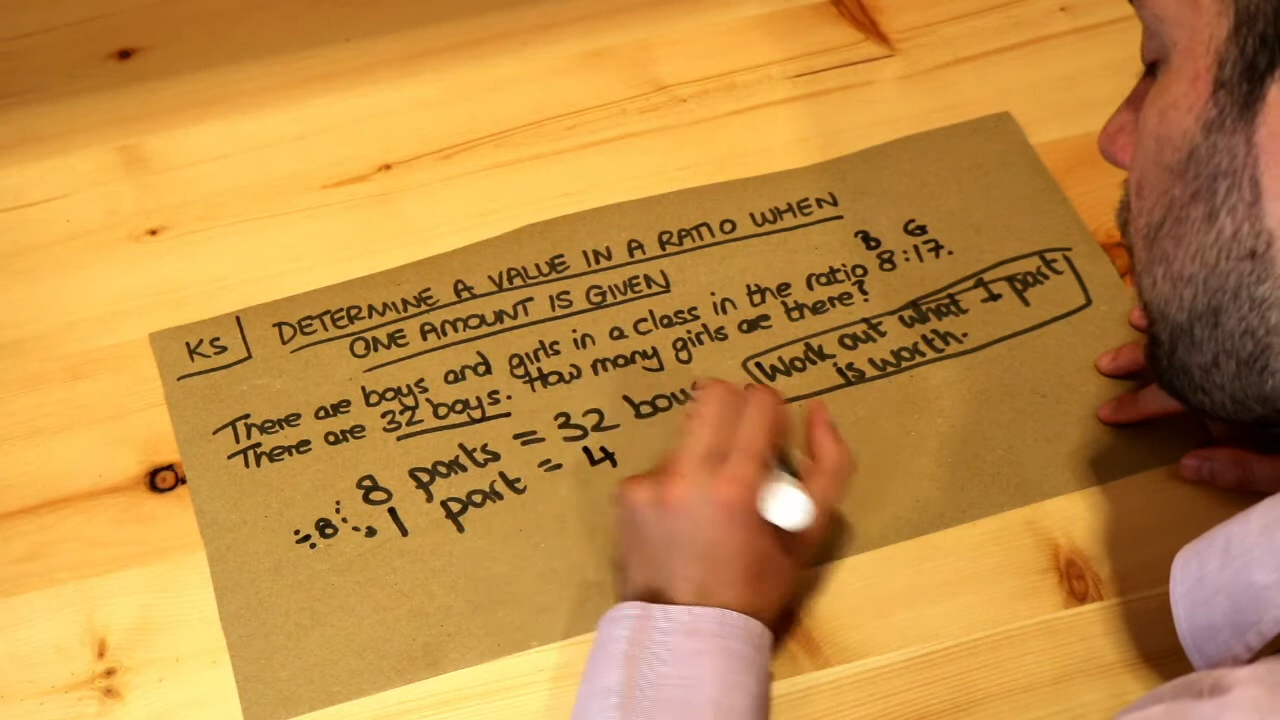 KS
DETERMINE A VALUE IN A RATIO WHEN
ONE AMOUNT IS GIVEN
B G
There are boys and girls in a class in the ratio 8:17.
There are 32 boys. How many girls are there?
Work out what 1 part
is worth.
8 parts = 32
÷8 1 part = 4